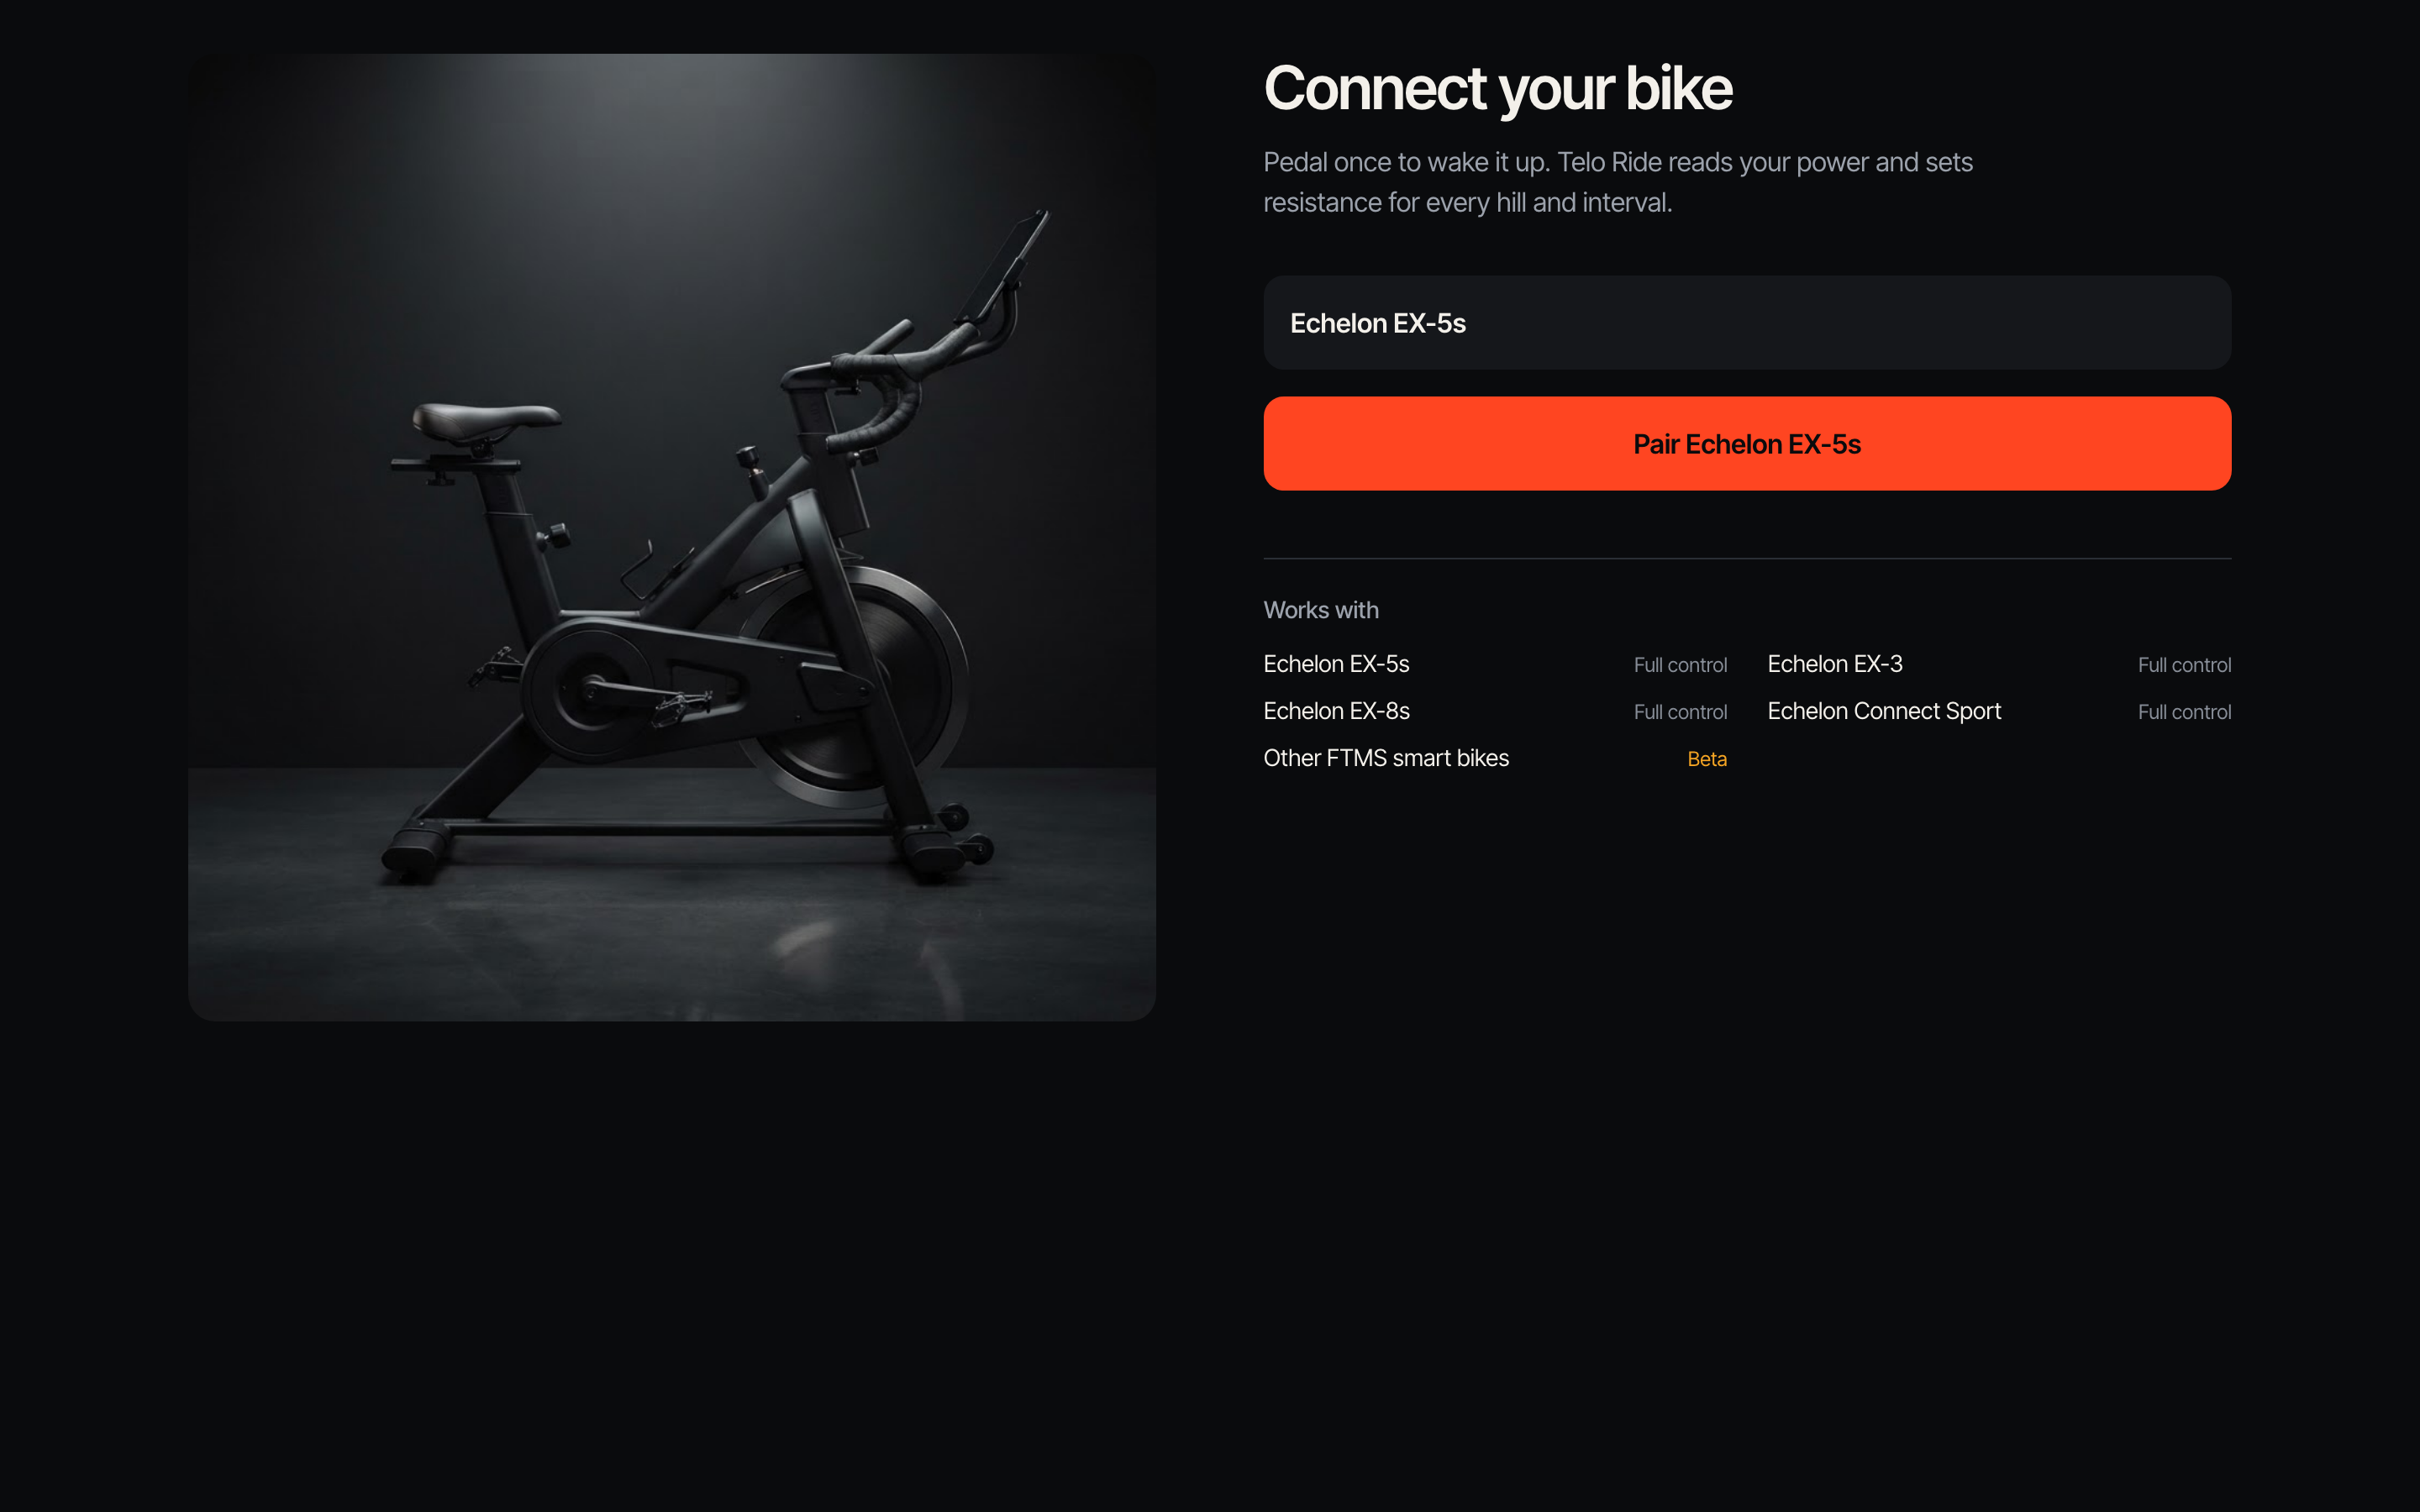 Connect your bike
Pedal once to wake it up. Telo Ride reads your power and sets
resistance for every hill and interval.
Echelon EX-5s
Pair Echelon EX-5s
Works with
Echelon EX-5s Full control Echelon EX-3 Full control
Echelon EX-8s Full control Echelon Connect Sport Full control
Other FTMS smart bikes Beta